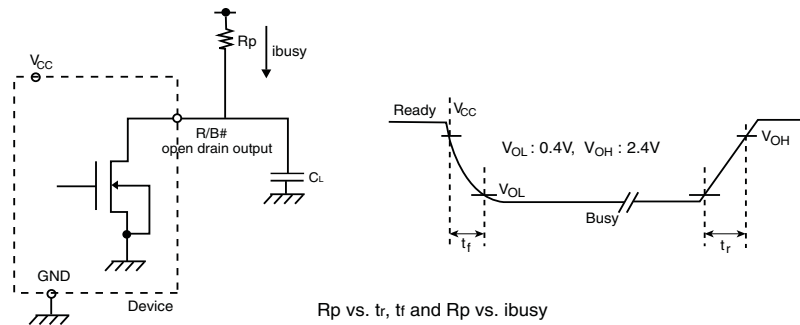 Rp
ibusy
VCC
R/B#
open drain output
CL
GND
Device
Ready
VCC
VOL : 0.4V, VOH : 2.4V
VOH
VOL
Busy
tf
tr
Rp vs. tr, tf and Rp vs. ibusy